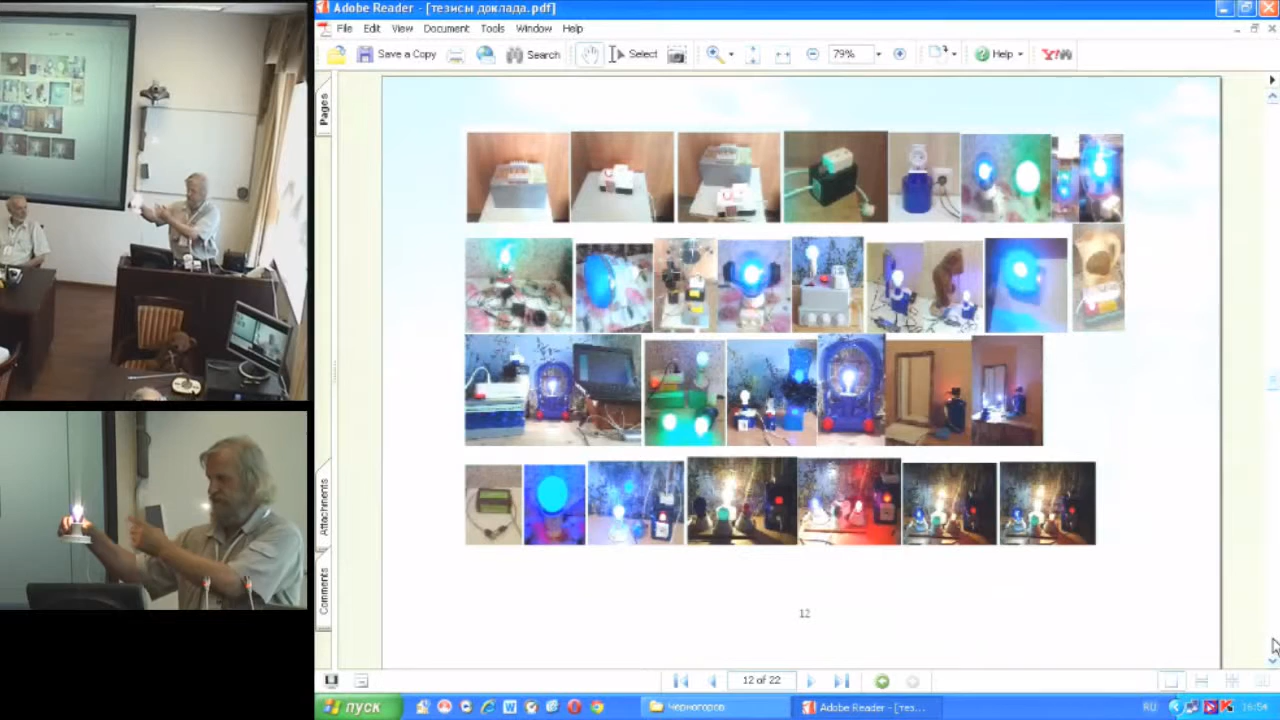 Adobe Reader - [тезисы доклада.pdf]
File Edit View Document Tools Window Help
Save a Copy Search Select 79% Help Y!
Pages
Attachments
Comments
12
12 of 22
пуск Черногоров Adobe Reader - [тез... RU 16:54